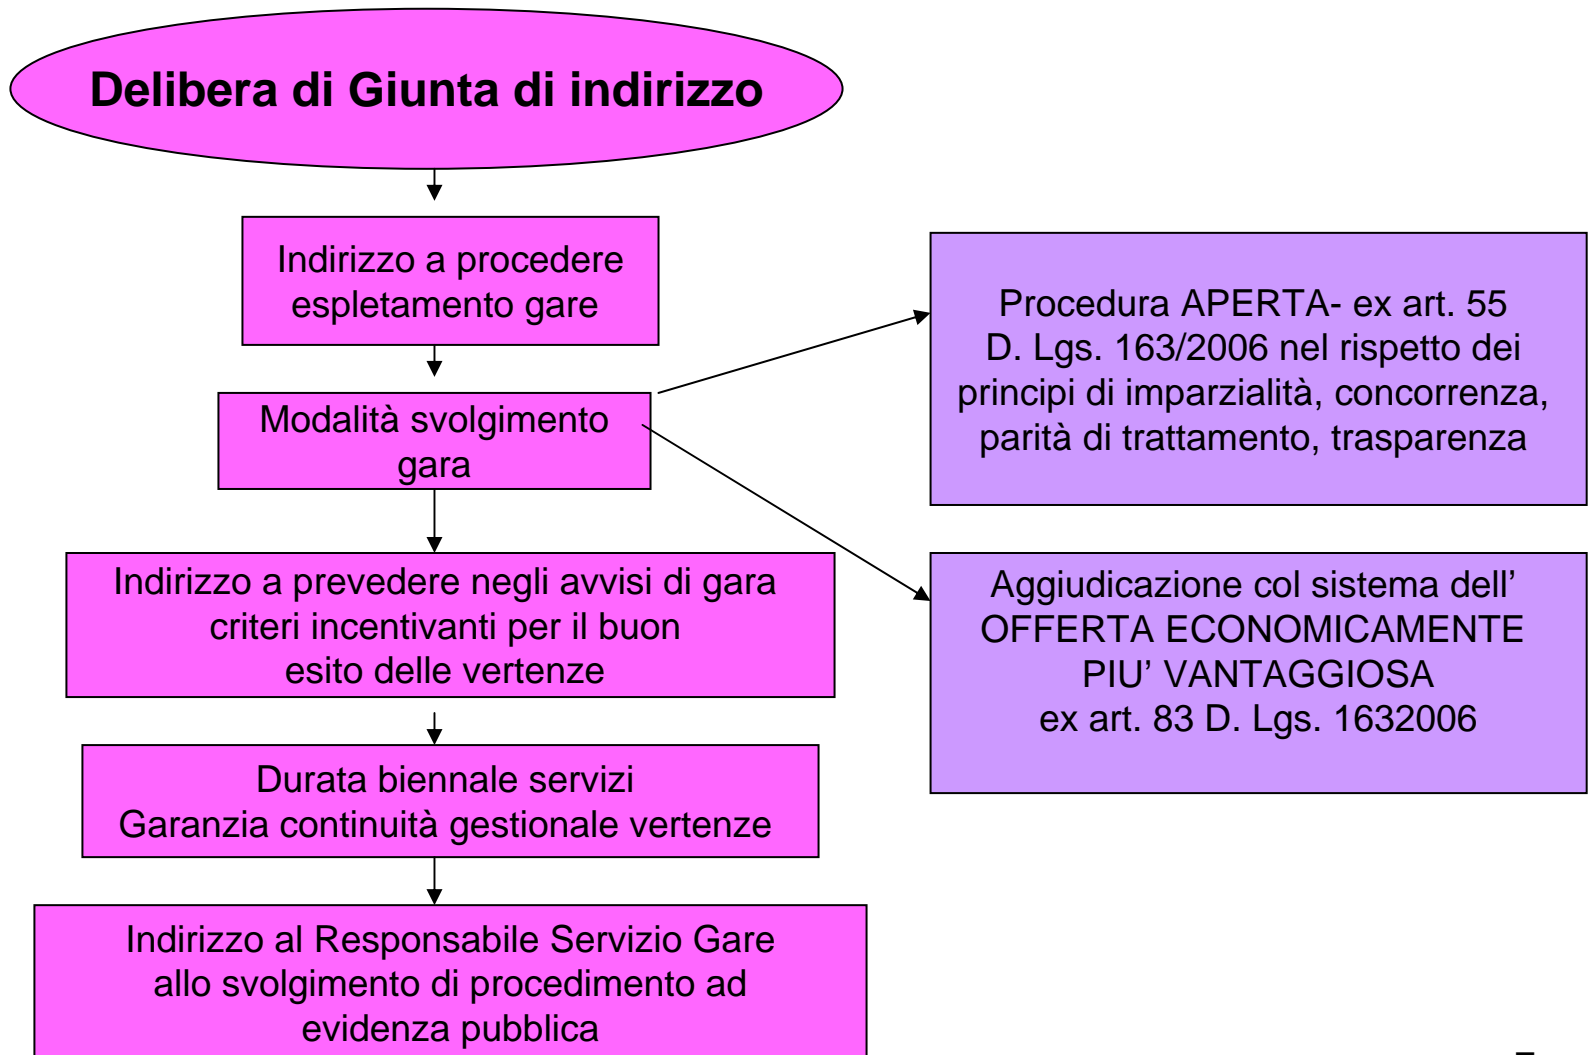 Delibera di Giunta di indirizzo
Indirizzo a procedere
espletamento gare
Modalità svolgimento
gara
Procedura APERTA- ex art. 55
D. Lgs. 163/2006 nel rispetto dei
principi di imparzialità, concorrenza,
parità di trattamento, trasparenza
Aggiudicazione col sistema dell’
OFFERTA ECONOMICAMENTE
PIU’ VANTAGGIOSA
ex art. 83 D. Lgs. 1632006
Indirizzo a prevedere negli avvisi di gara
criteri incentivanti per il buon
esito delle vertenze
Durata biennale servizi
Garanzia continuità gestionale vertenze
Indirizzo al Responsabile Servizio Gare
allo svolgimento di procedimento ad
evidenza pubblica